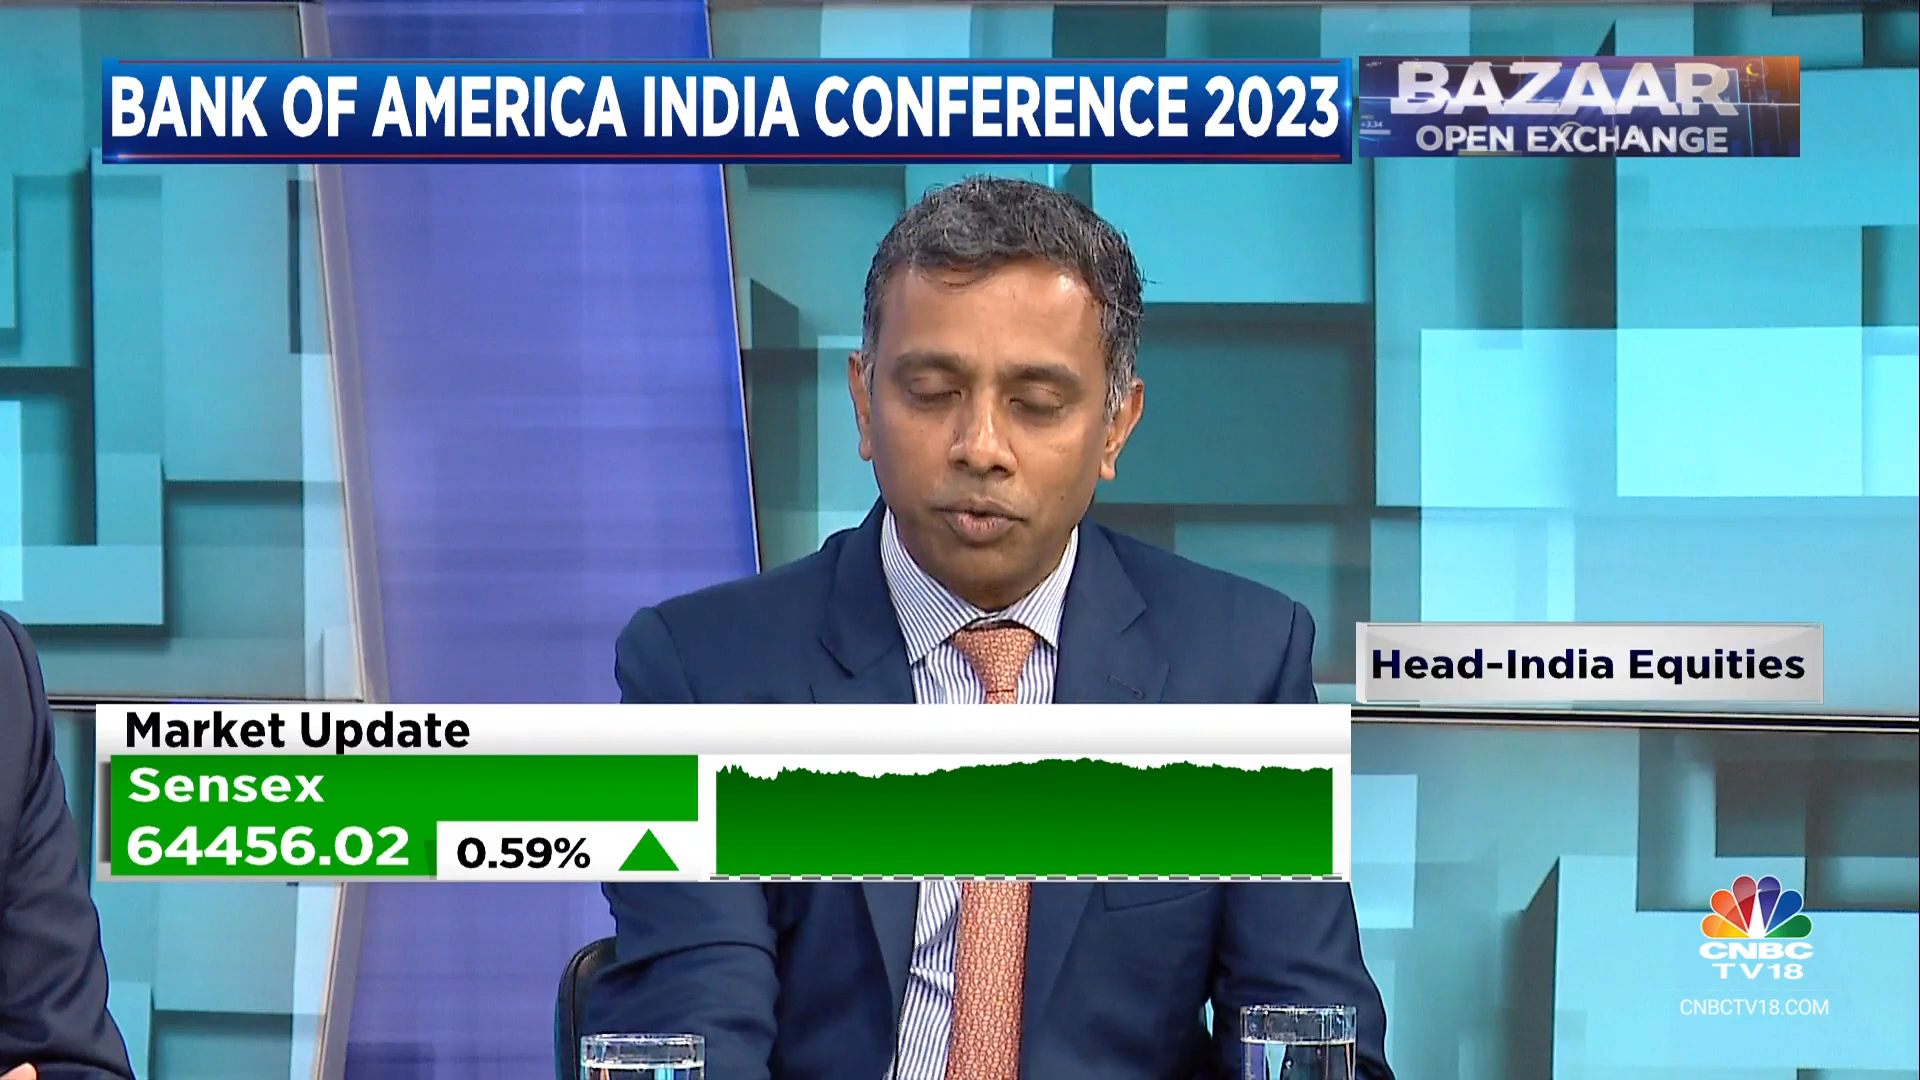 BANK OF AMERICA INDIA CONFERENCE 2023
BAZAAR
OPEN EXCHANGE
Head-India Equities
Market Update
Sensex
64456.02
0.59%
CNBC
TV18
CNBCTV18.COM